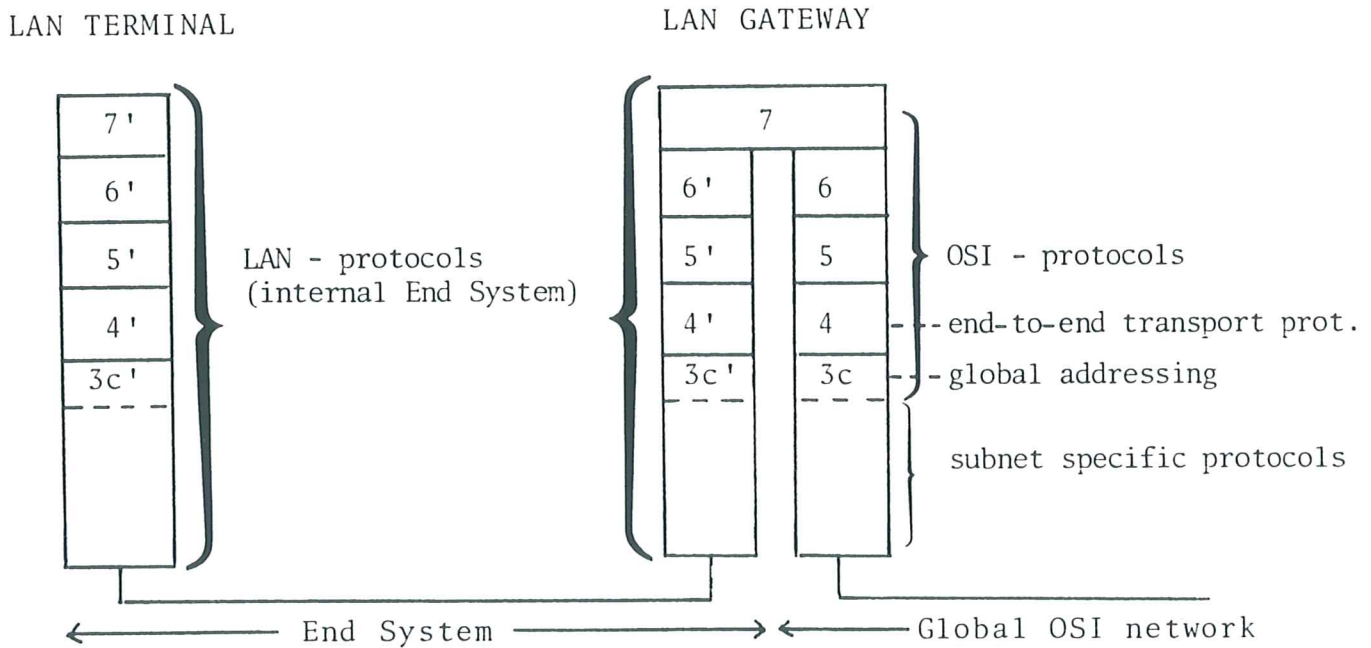 LAN TERMINAL
LAN GATEWAY
7'
6'
5'
4'
3c'
LAN - protocols
(internal End System)
7
6' 6
5' 5
4' 4
3c' 3c
OSI - protocols
end-to-end transport prot.
global addressing
subnet specific protocols
End System
Global OSI network